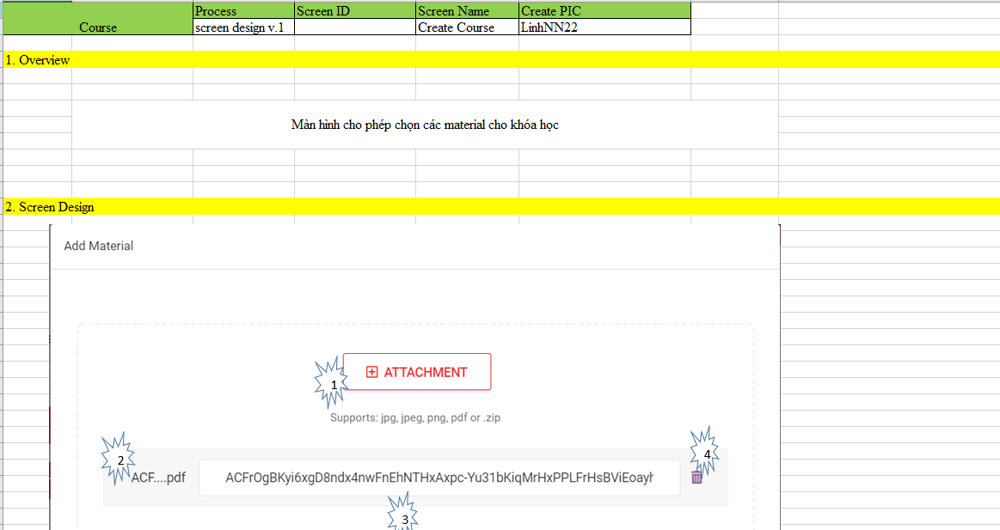 Process Screen ID Screen Name Create PIC
Course screen design v.1 Create Course LinhNN22
1. Overview
Màn hình cho phép chọn các material cho khóa học
2. Screen Design
Add Material
ATTACHMENT
1
Supports: jpg, jpeg, png, pdf or .zip
2
4
ACF....pdf ACFrOgBKyi6xgD8ndx4nwFnEhNTHxAxpc-Yu31bKiqMrHxPPLFrHsBViEoayh
3